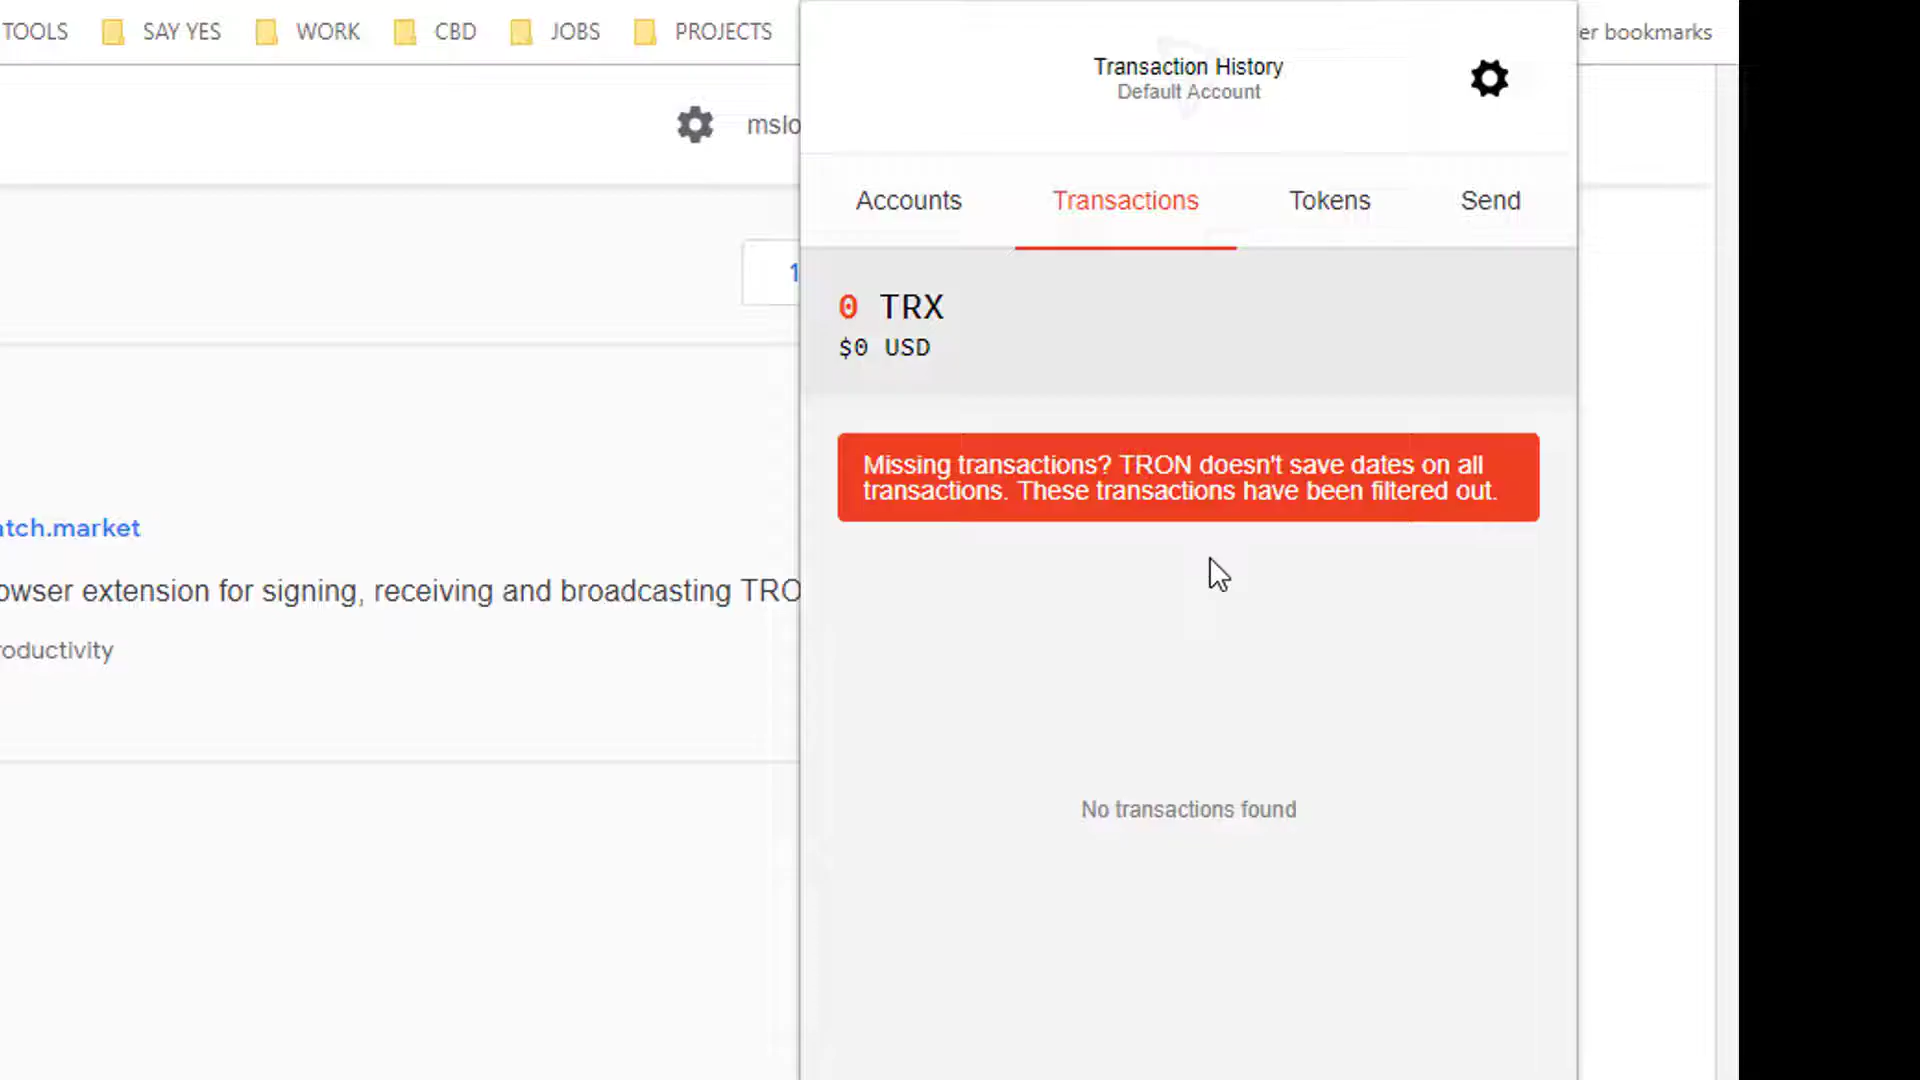 TOOLS SAY YES WORK CBD JOBS PROJECTS
er bookmarks
Transaction History
Default Account
mslo
Accounts Transactions Tokens Send
1
0 TRX
$0 USD
Missing transactions? TRON doesn't save dates on all
transactions. These transactions have been filtered out.
atch.market
owser extension for signing, receiving and broadcasting TRO
roductivity
No transactions found